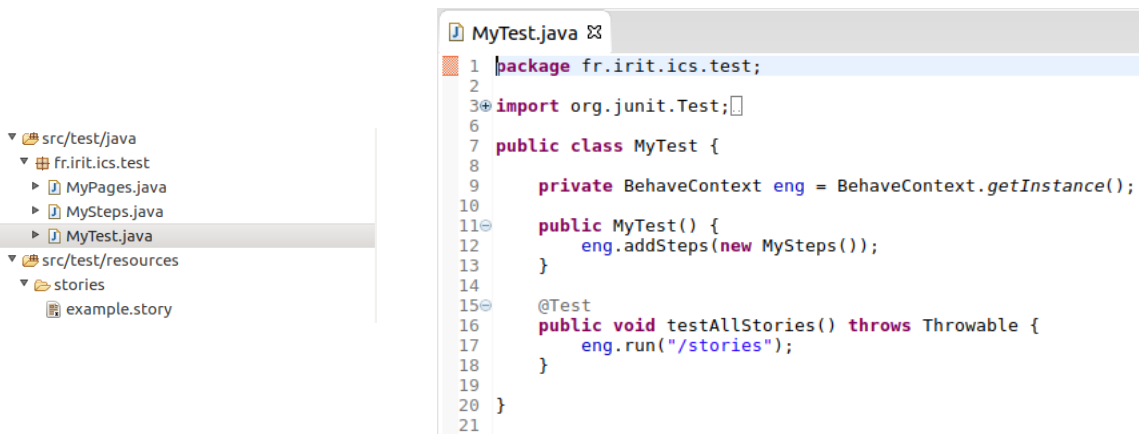 src/test/java
fr.irit.ics.test
MyPages.java
MySteps.java
MyTest.java
src/test/resources
stories
example.story
MyTest.java
1 package fr.irit.ics.test;
2
3 import org.junit.Test;
6
7 public class MyTest {
8
9 private BehaveContext eng = BehaveContext.getInstance();
10
11 public MyTest() {
12 eng.addSteps(new MySteps());
13 }
14
15 @Test
16 public void testAllStories() throws Throwable {
17 eng.run("/stories");
18 }
19
20 }
21